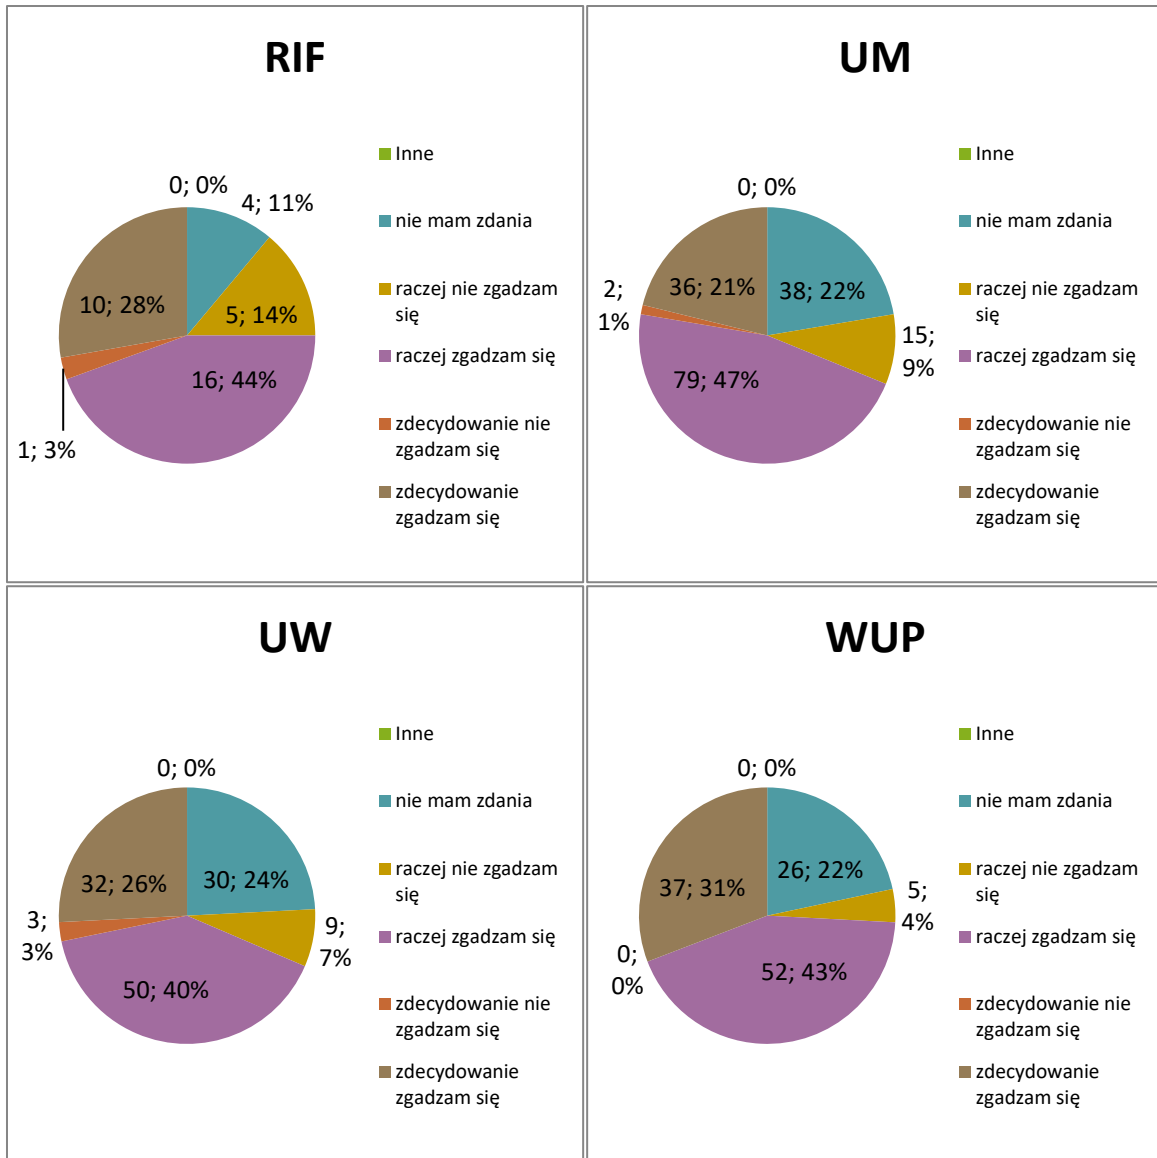 RIF
0; 0%
4; 11%
5; 14%
16; 44%
1; 3%
10; 28%
Inne
nie mam zdania
raczej nie zgadzam
się
raczej zgadzam się
zdecydowanie nie
zgadzam się
zdecydowanie
zgadzam się
UM
0; 0%
38; 22%
15;
9%
79; 47%
2;
1%
36; 21%
Inne
nie mam zdania
raczej nie zgadzam
się
raczej zgadzam się
zdecydowanie nie
zgadzam się
zdecydowanie
zgadzam się
UW
0; 0%
30; 24%
9;
7%
50; 40%
3;
3%
32; 26%
Inne
nie mam zdania
raczej nie zgadzam
się
raczej zgadzam się
zdecydowanie nie
zgadzam się
zdecydowanie
zgadzam się
WUP
0; 0%
26; 22%
5;
4%
52; 43%
0;
0%
37; 31%
Inne
nie mam zdania
raczej nie zgadzam
się
raczej zgadzam się
zdecydowanie nie
zgadzam się
zdecydowanie
zgadzam się